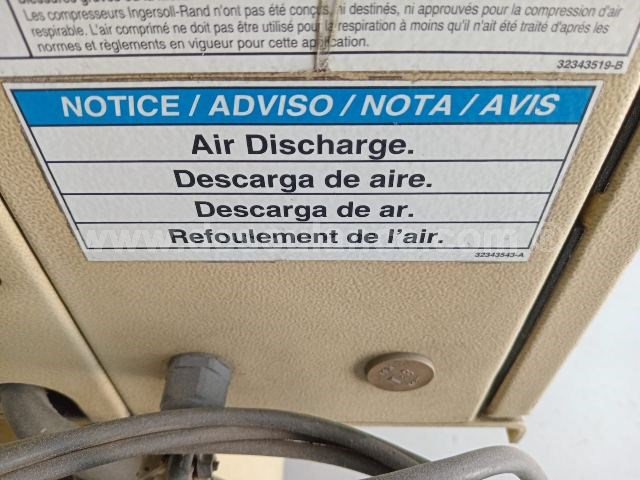 Les compresseurs Ingersoll-Rand n'ont pas été conçus, ni destinés, ni approuvés pour la compression d'air
respirable. L'air comprimé ne doit pas être utilisé pour la respiration à moins qu'il n'ait été traité d'après les
normes et règlements en vigueur pour cette application.
32343519-B
NOTICE / ADVISO / NOTA / AVIS
Air Discharge.
Descarga de aire.
Descarga de ar.
Refoulement de l'air.
32343543-A